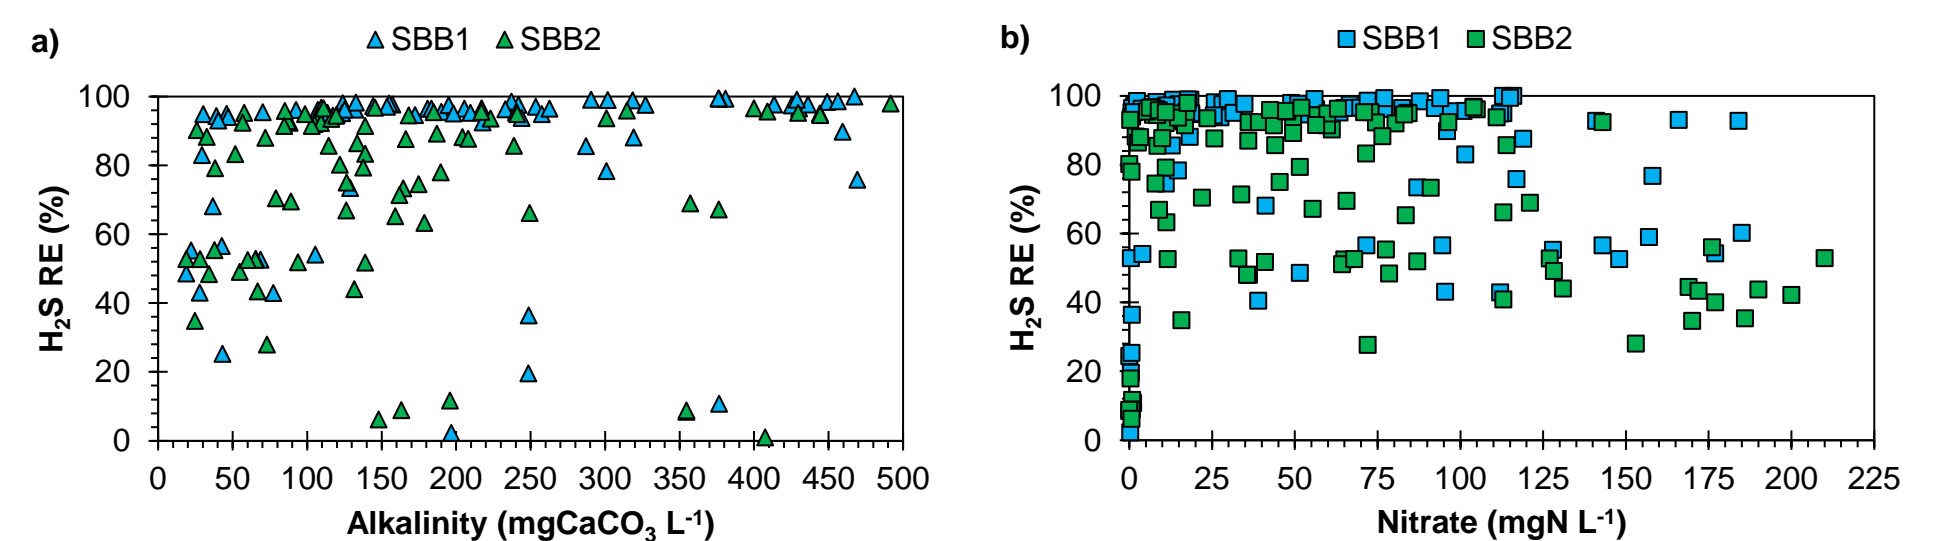 a)
SBB1 SBB2
H2S RE (%)
100
80
60
40
20
0
0 50 100 150 200 250 300 350 400 450 500
Alkalinity (mgCaCO3 L-1)
b)
SBB1 SBB2
H2S RE (%)
100
80
60
40
20
0
0 25 50 75 100 125 150 175 200 225
Nitrate (mgN L-1)